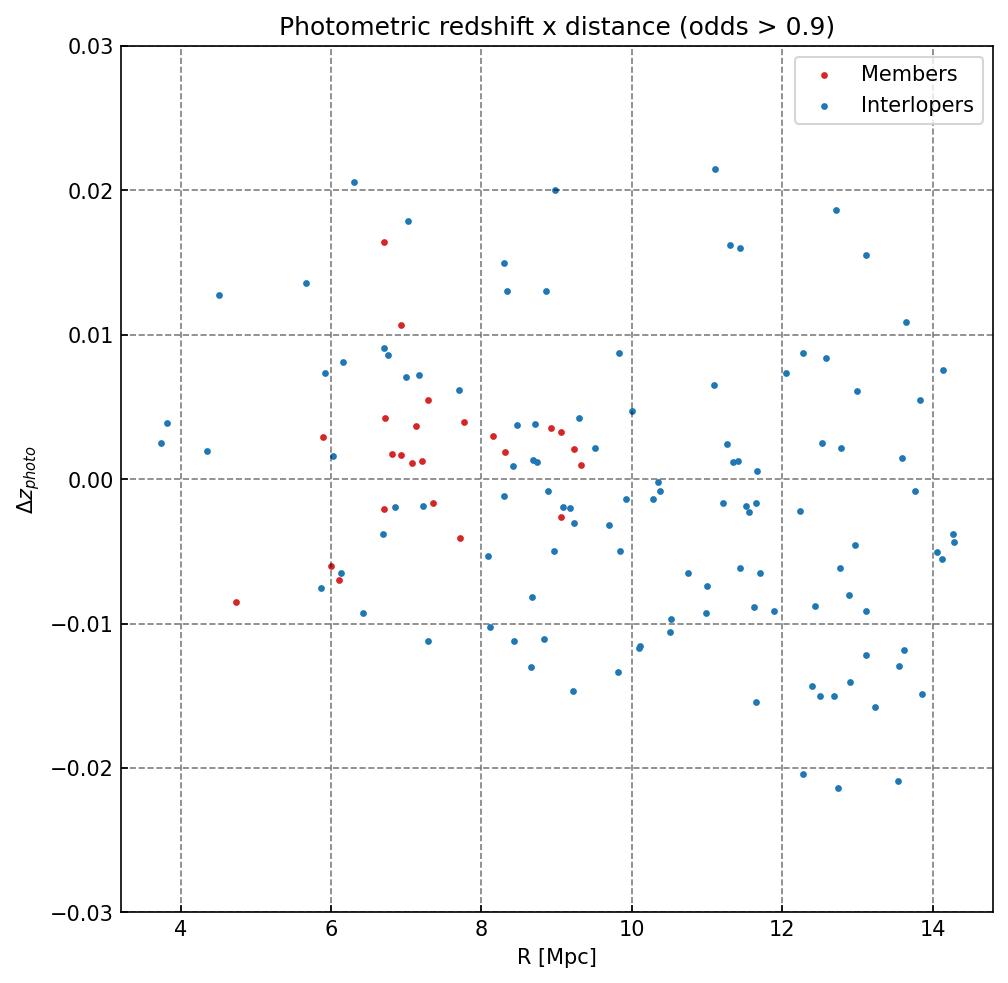 Photometric redshift x distance (odds > 0.9)
Members
Interlopers
0.03
0.02
0.01
0.00
−0.01
−0.02
−0.03
Δz_photo
4 6 8 10 12 14
R [Mpc]